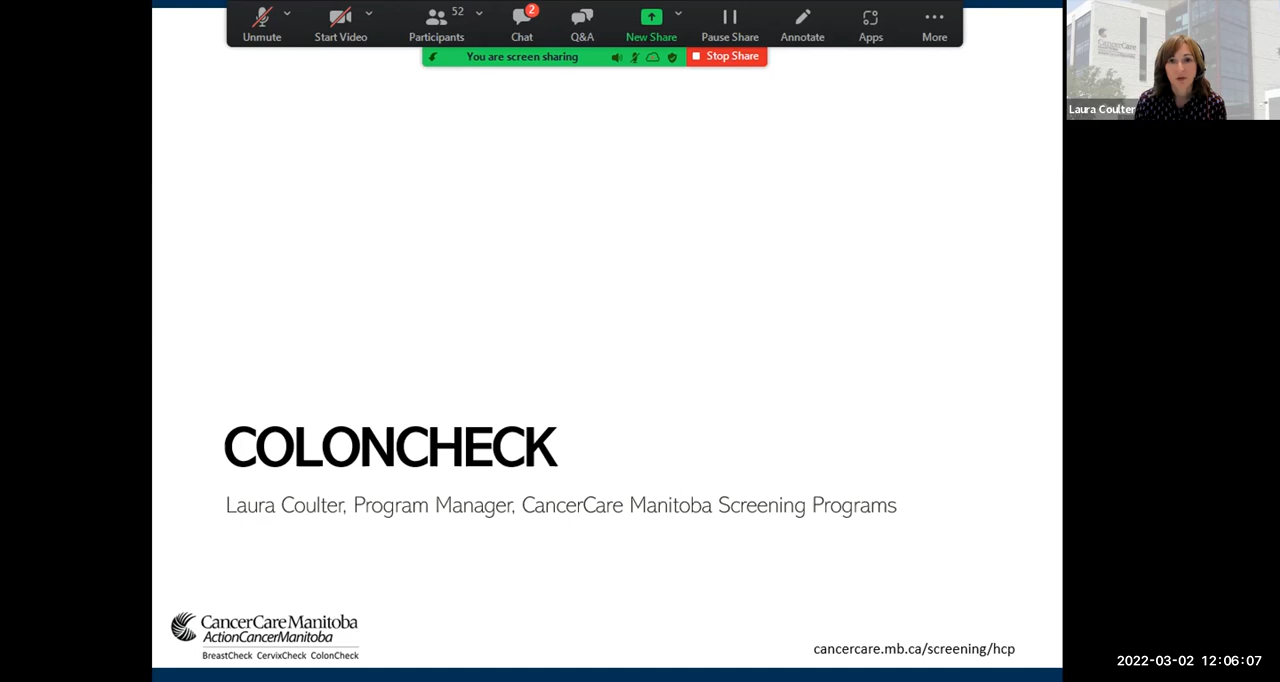 52
2
Unmute
Start Video
Participants
Chat
Q&A
New Share
Pause Share
Annotate
Apps
More
You are screen sharing
Stop Share
CancerCare
Laura Coulter
COLONCHECK
Laura Coulter, Program Manager, CancerCare Manitoba Screening Programs
CancerCare Manitoba
ActionCancerManitoba
BreastCheck CervixCheck ColonCheck
cancercare.mb.ca/screening/hcp
2022-03-02 12:06:07